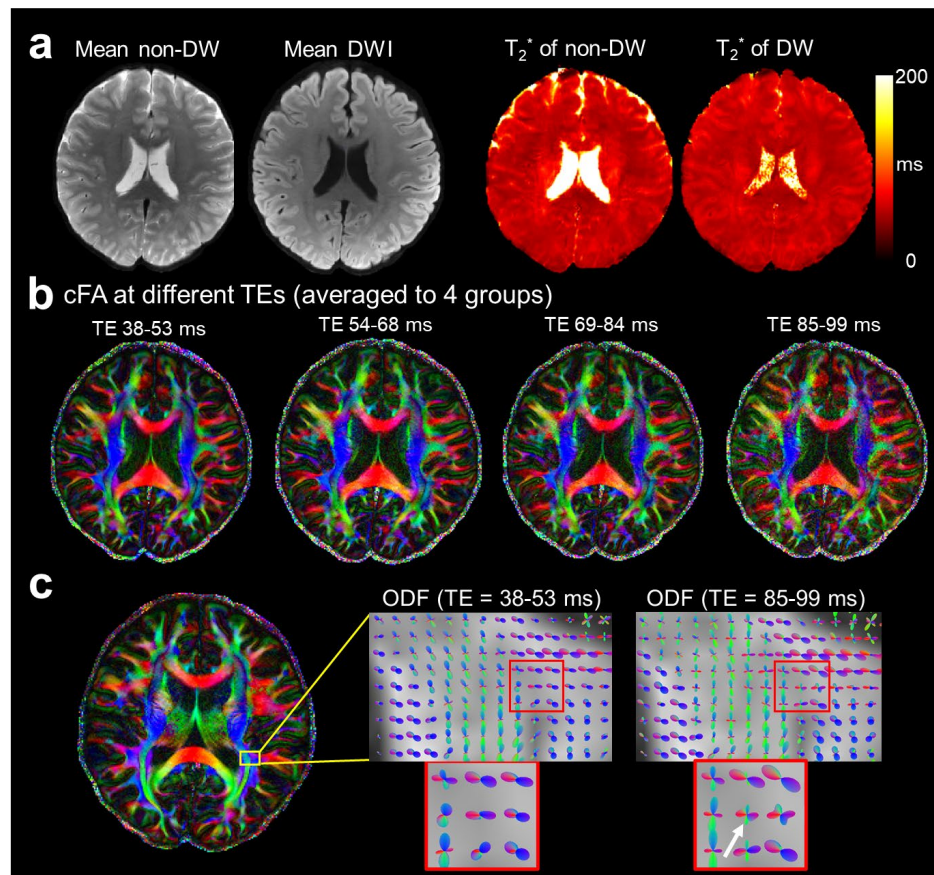 a
Mean non-DW
Mean DWI
T2* of non-DW
T2* of DW
200
ms
0
b cFA at different TEs (averaged to 4 groups)
TE 38-53 ms
TE 54-68 ms
TE 69-84 ms
TE 85-99 ms
c
ODF (TE = 38-53 ms)
ODF (TE = 85-99 ms)